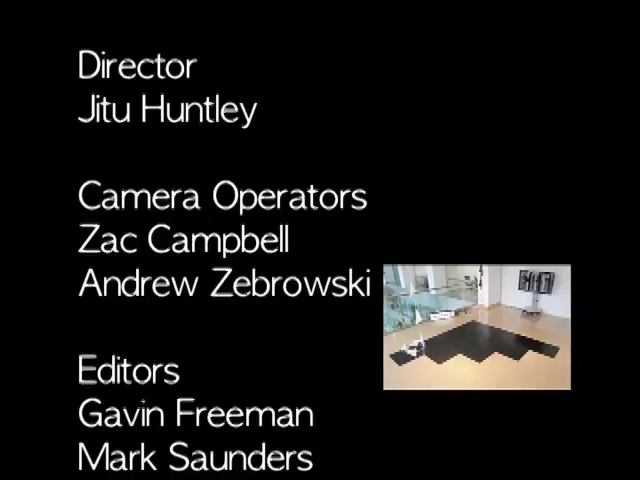 Director
Jitu Huntley
Camera Operators
Zac Campbell
Andrew Zebrowski
Editors
Gavin Freeman
Mark Saunders